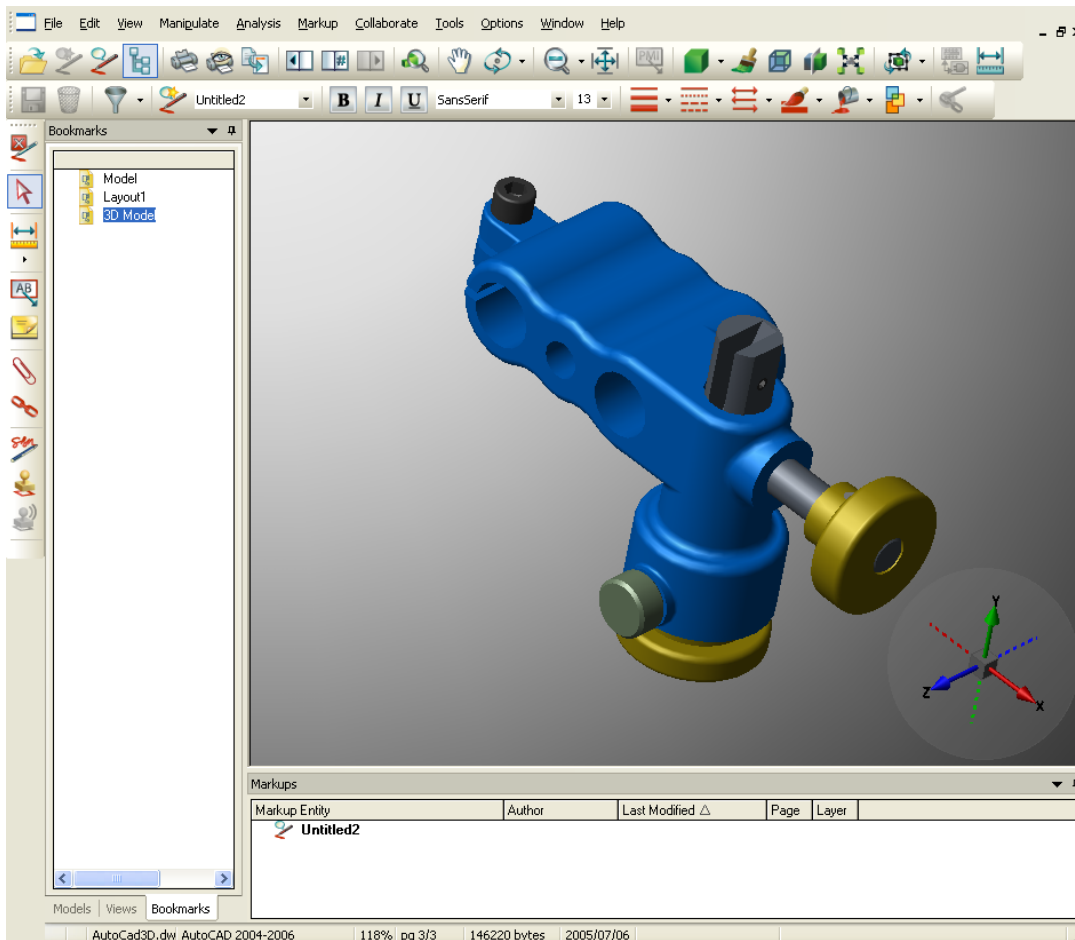 File Edit View Manipulate Analysis Markup Collaborate Tools Options Window Help
# PMI
Untitled2 B I U SansSerif 13
Bookmarks
Model
Layout1
3D Model
AB
Y
Z
X
Markups
Markup Entity Author Last Modified Page Layer
Untitled2
Models Views Bookmarks
AutoCad3D.dw AutoCAD 2004-2006 118% pg 3/3 146220 bytes 2005/07/06